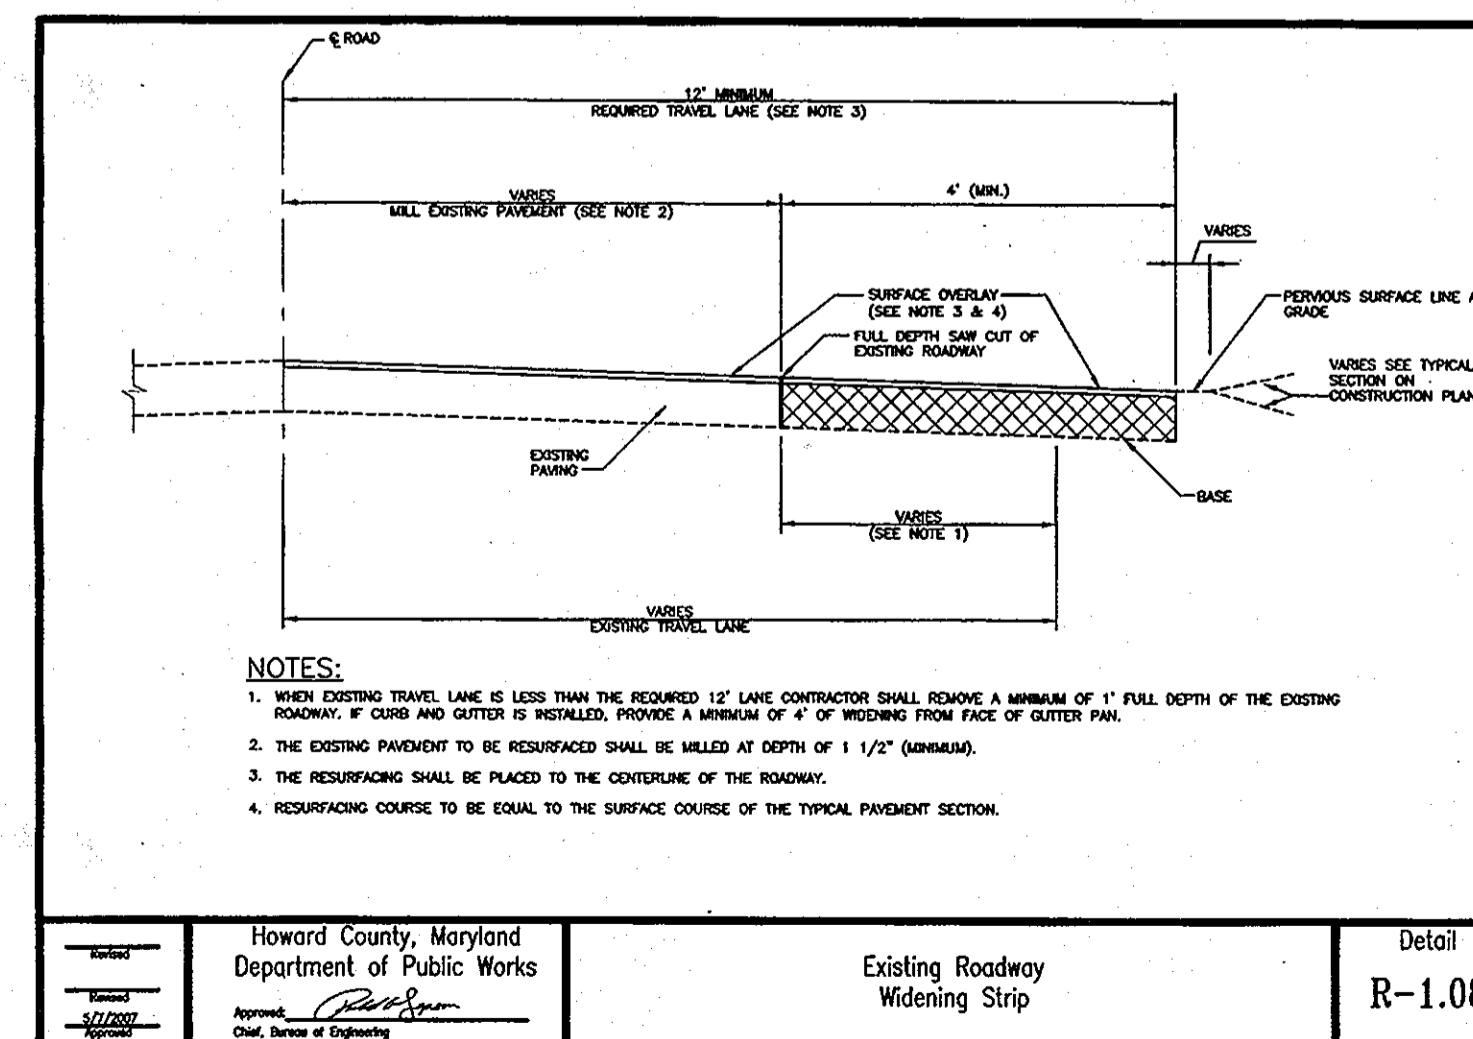 ℄ ROAD
12' MINIMUM
REQUIRED TRAVEL LANE (SEE NOTE 3)
VARIES
MILL EXISTING PAVEMENT (SEE NOTE 2)
4' (MIN.)
VARIES
SURFACE OVERLAY
(SEE NOTE 3 & 4)
FULL DEPTH SAW CUT OF
EXISTING ROADWAY
PERVIOUS SURFACE LINE
GRADE
VARIES SEE TYPICAL
SECTION ON
CONSTRUCTION PLAN
EXISTING
PAVING
BASE
VARIES
(SEE NOTE 1)
VARIES
EXISTING TRAVEL LANE
NOTES:
1. WHEN EXISTING TRAVEL LANE IS LESS THAN THE REQUIRED 12' LANE CONTRACTOR SHALL REMOVE A MINIMUM OF 1' FULL DEPTH OF THE EXISTING
ROADWAY. IF CURB AND GUTTER IS INSTALLED, PROVIDE A MINIMUM OF 4' OF WIDENING FROM FACE OF GUTTER PAN.
2. THE EXISTING PAVEMENT TO BE RESURFACED SHALL BE MILLED AT DEPTH OF 1 1/2" (MINIMUM).
3. THE RESURFACING SHALL BE PLACED TO THE CENTERLINE OF THE ROADWAY.
4. RESURFACING COURSE TO BE EQUAL TO THE SURFACE COURSE OF THE TYPICAL PAVEMENT SECTION.
Revised
Revised
5/7/2007
Approved
Howard County, Maryland
Department of Public Works
Approved:
Chief, Bureau of Engineering
Existing Roadway
Widening Strip
Detail
R-1.08